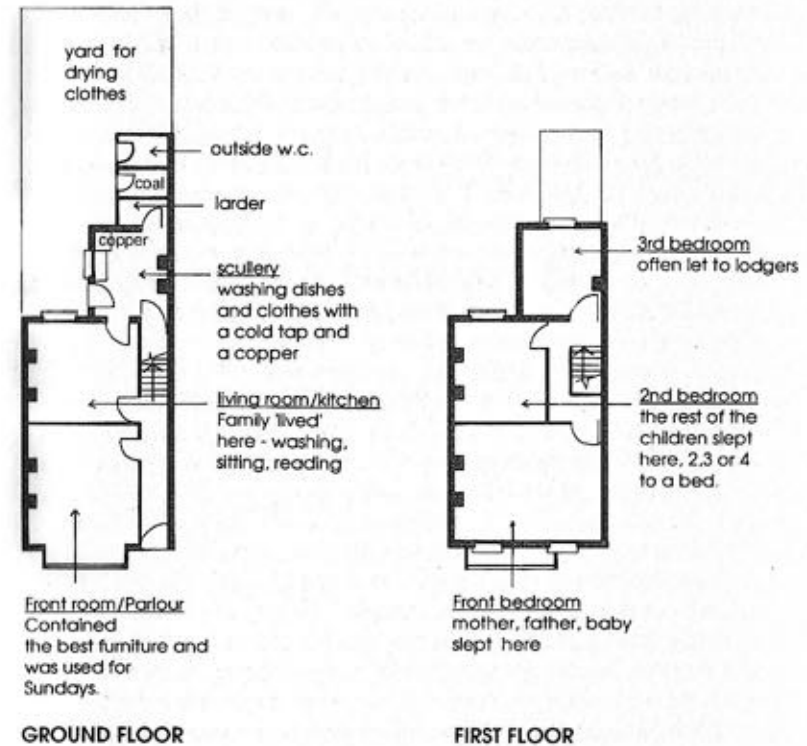 yard for
drying
clothes
outside w.c.
coal
larder
copper
scullery
washing dishes
and clothes with
a cold tap and
a copper
living room/kitchen
Family 'lived'
here - washing,
sitting, reading
Front room/Parlour
Contained
the best furniture and
was used for
Sundays.
GROUND FLOOR
3rd bedroom
often let to lodgers
2nd bedroom
the rest of the
children slept
here, 2,3 or 4
to a bed.
Front bedroom
mother, father, baby
slept here
FIRST FLOOR